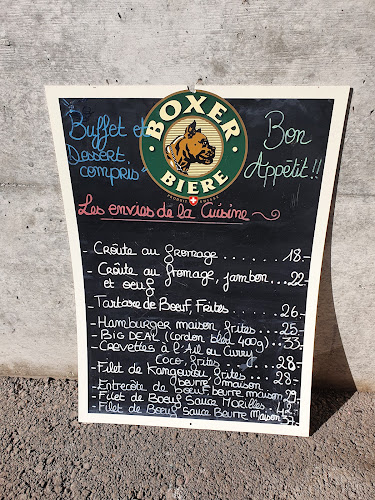 Buffet et
Dessert
compris
BOXER
BIERE
Bon
Appétit!!
Les envies de la Cuisine
Croûte au fromage ....... 18.-
- Croûte au fromage, jambon...22.-
et oeuf
Tartare de Boeuf, Frites ..... 26.-
- Hamburger maison frites.... 25.-
- BIG DEAL (Cordon bleu 400g)... 33.-
- Crevettes à l'Ail ou Curry
Coco frites ...... 28.-
- Filet de Kangourou frites ... 28.-
beurre maison
- Entrecôte de Boeuf beurre maison
- Filet de Boeuf Sauce Morilles
- Filet de Boeuf Sauce Beurre Maison